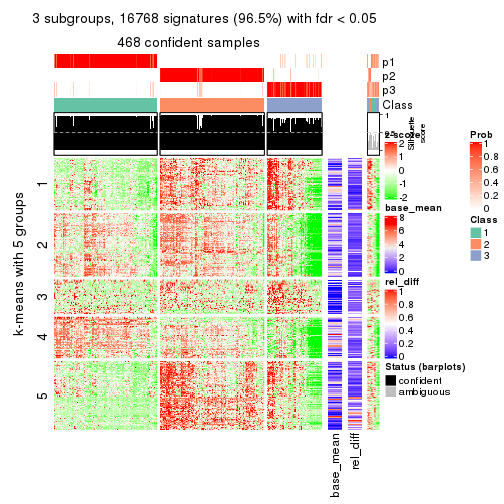 3 subgroups, 16768 signatures (96.5%) with fdr < 0.05
468 confident samples
p1
p2
p3
Class
1
Silhouette score
k-means with 5 groups
1
2
3
4
5
z-score
2
1
0
-1
-2
base_mean
8
6
4
2
0
rel_diff
1
0.8
0.6
0.4
0.2
0
Status (barplots)
confident
ambiguous
Prob
1
0.8
0.6
0.4
0.2
0
Class
1
2
3
base_mean
rel_diff